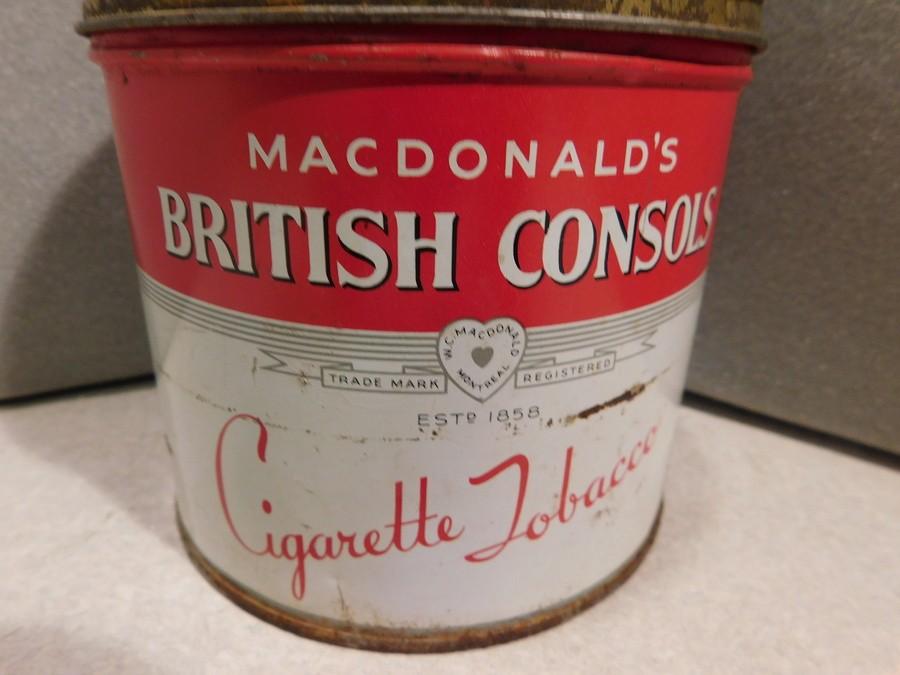 MACDONALD'S
BRITISH CONSOLS
W.C. MACDONALD
MONTREAL
TRADE MARK
REGISTERED
ESTD 1858
Cigarette Tobacco